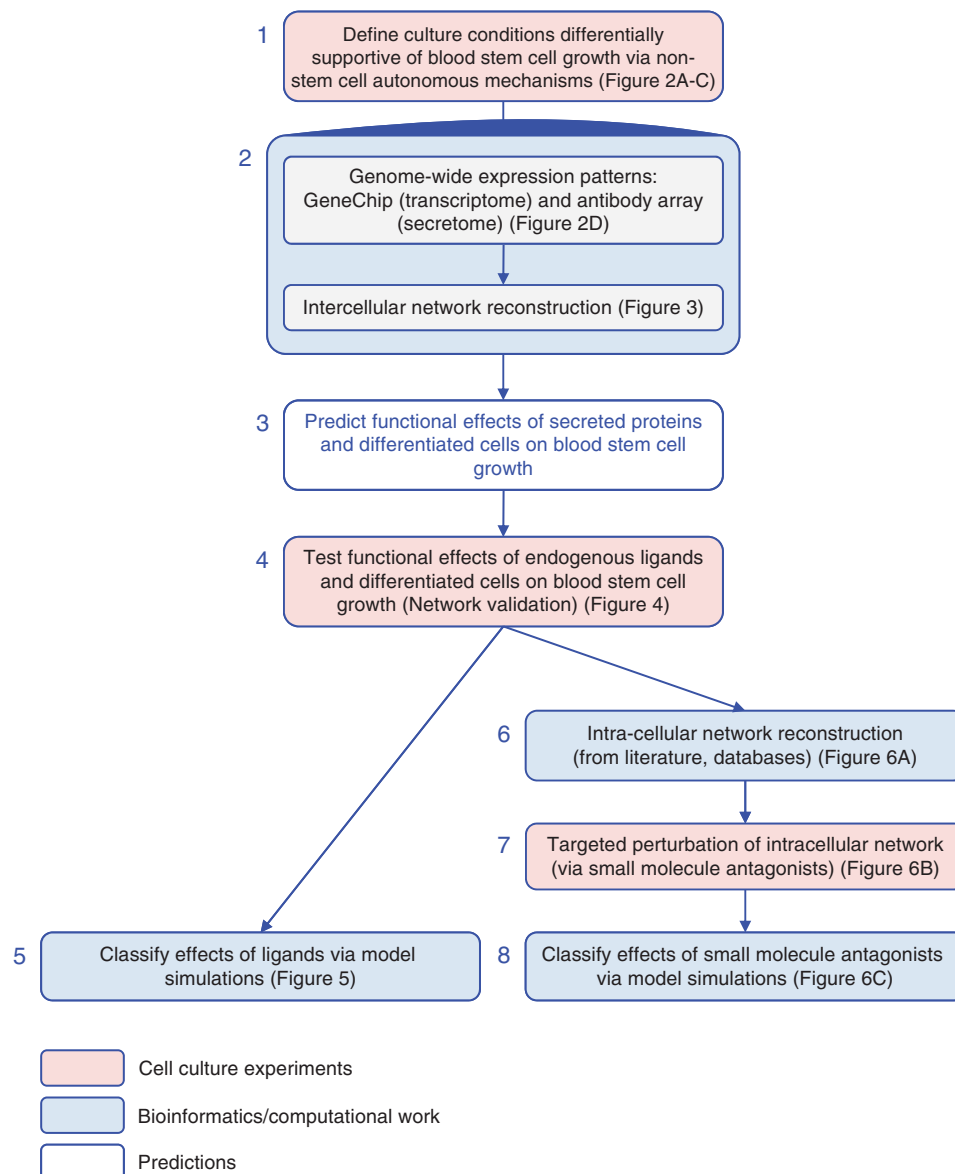 1
Define culture conditions differentially
supportive of blood stem cell growth via non-
stem cell autonomous mechanisms (Figure 2A-C)
2
Genome-wide expression patterns:
GeneChip (transcriptome) and antibody array
(secretome) (Figure 2D)
Intercellular network reconstruction (Figure 3)
3
Predict functional effects of secreted proteins
and differentiated cells on blood stem cell
growth
4
Test functional effects of endogenous ligands
and differentiated cells on blood stem cell
growth (Network validation) (Figure 4)
6
Intra-cellular network reconstruction
(from literature, databases) (Figure 6A)
7
Targeted perturbation of intracellular network
(via small molecule antagonists) (Figure 6B)
5
Classify effects of ligands via model
simulations (Figure 5)
8
Classify effects of small molecule antagonists
via model simulations (Figure 6C)
Cell culture experiments
Bioinformatics/computational work
Predictions